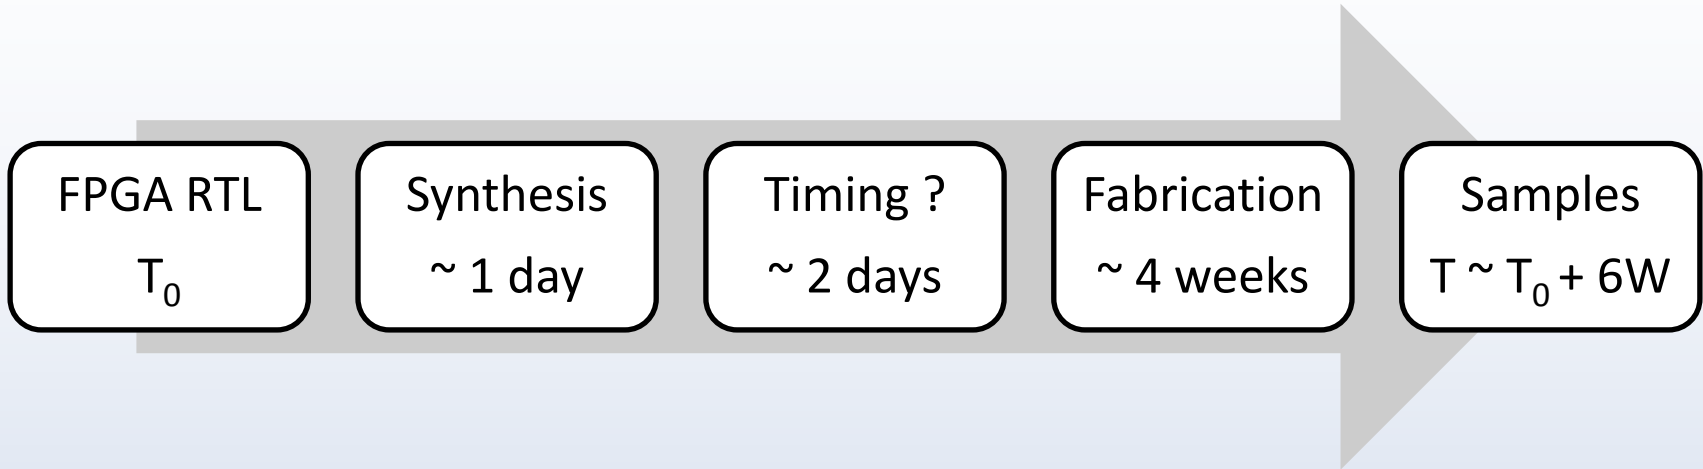 FPGA RTL
T₀
Synthesis
~ 1 day
Timing ?
~ 2 days
Fabrication
~ 4 weeks
Samples
T ~ T₀ + 6W